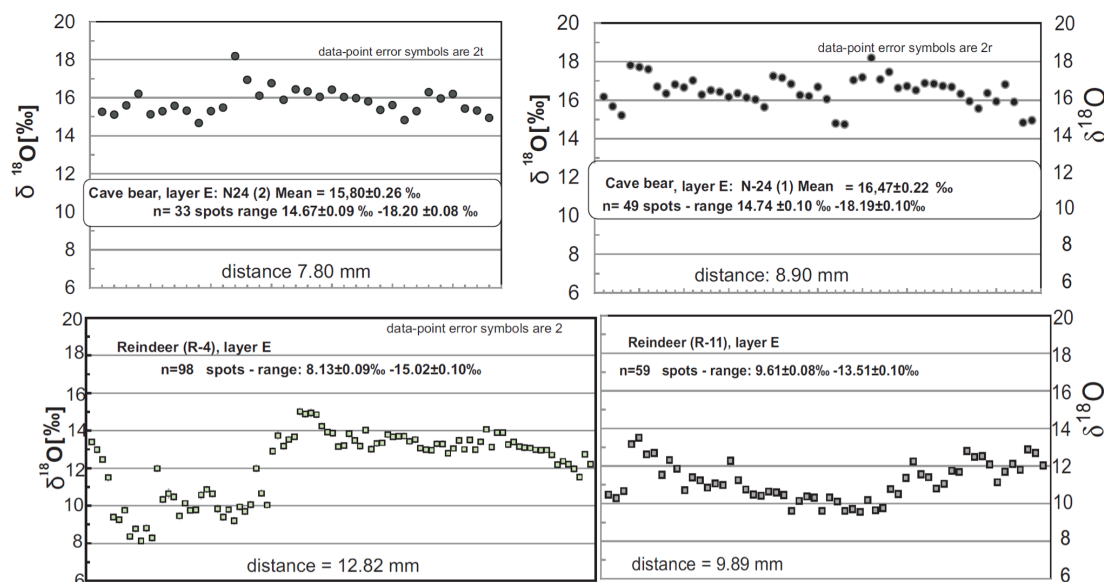 20
18
16
14
12
10
8
6
δ 18O[‰]
data-point error symbols are 2t
Cave bear, layer E: N24 (2) Mean = 15,80±0.26 ‰
n= 33 spots range 14.67±0.09 ‰ -18.20 ±0.08 ‰
distance 7.80 mm
20
18
16
14
12
10
8
6
δ 18O[‰]
data-point error symbols are 2r
Cave bear, layer E: N-24 (1) Mean = 16,47±0.22 ‰
n= 49 spots - range 14.74 ±0.10 ‰ -18.19±0.10‰
distance: 8.90 mm
20
18
16
14
12
10
8
6
δ 18O
20
18
16
14
12
10
8
6
δ18O[‰]
data-point error symbols are 2
Reindeer (R-4), layer E
n=98 spots - range: 8.13±0.09‰ -15.02±0.10‰
distance = 12.82 mm
Reindeer (R-11), layer E
n=59 spots - range: 9.61±0.08‰ -13.51±0.10‰
distance = 9.89 mm
20
18
16
14
12
10
8
6
δ18O